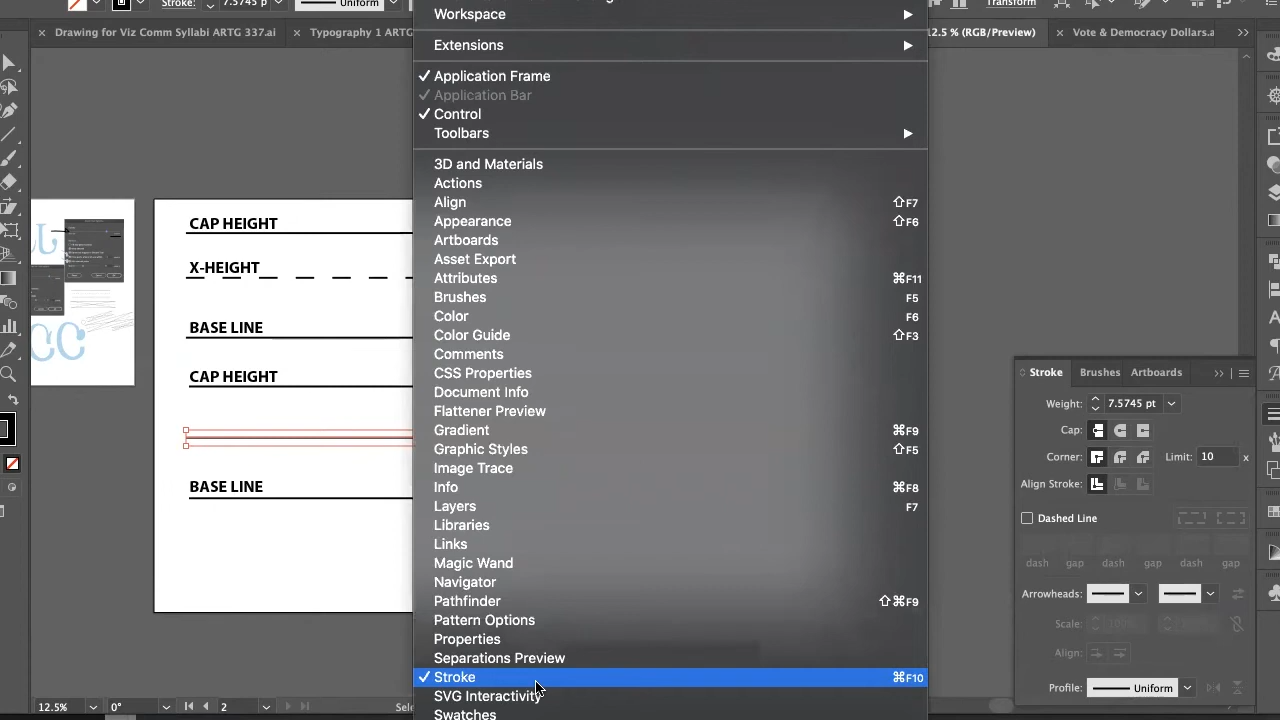 Stroke: 7.5745 p Uniform Transform
Workspace
Drawing for Viz Comm Syllabi ARTG 337.ai
Typography 1 ARTG
12.5 % (RGB/Preview)
Vote & Democracy Dollars.a
Extensions
Application Frame
Application Bar
Control
Toolbars
3D and Materials
Actions
Align ⇧F7
Appearance ⇧F6
Artboards
Asset Export
Attributes ⌘F11
Brushes F5
Color F6
Color Guide ⇧F3
Comments
CSS Properties
Document Info
Flattener Preview
Gradient ⌘F9
Graphic Styles ⇧F5
Image Trace
Info ⌘F8
Layers F7
Libraries
Links
Magic Wand
Navigator
Pathfinder ⇧⌘F9
Pattern Options
Properties
Separations Preview
Stroke ⌘F10
SVG Interactivity
Swatches
CAP HEIGHT
X-HEIGHT
BASE LINE
CAP HEIGHT
BASE LINE
CC
Stroke Brushes Artboards
Weight: 7.5745 pt
Cap:
Corner: Limit: 10 x
Align Stroke:
Dashed Line
dash gap dash gap dash gap
Arrowheads:
Scale: 100% 
Align:
Profile: Uniform
12.5% 0° 2 Sele